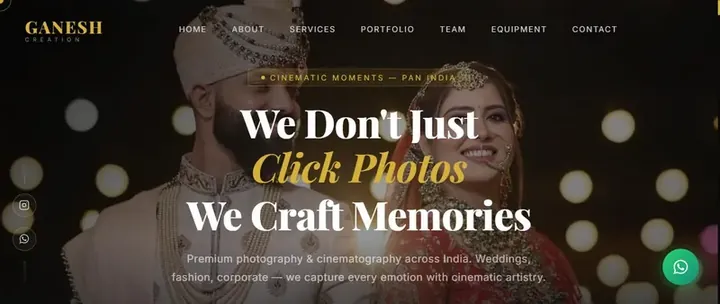 GANESH
CREATION
HOME ABOUT SERVICES PORTFOLIO TEAM EQUIPMENT CONTACT
CINEMATIC MOMENTS — PAN INDIA
We Don't Just
Click Photos
We Craft Memories
Premium photography & cinematography across India. Weddings,
fashion, corporate — we capture every emotion with cinematic artistry.